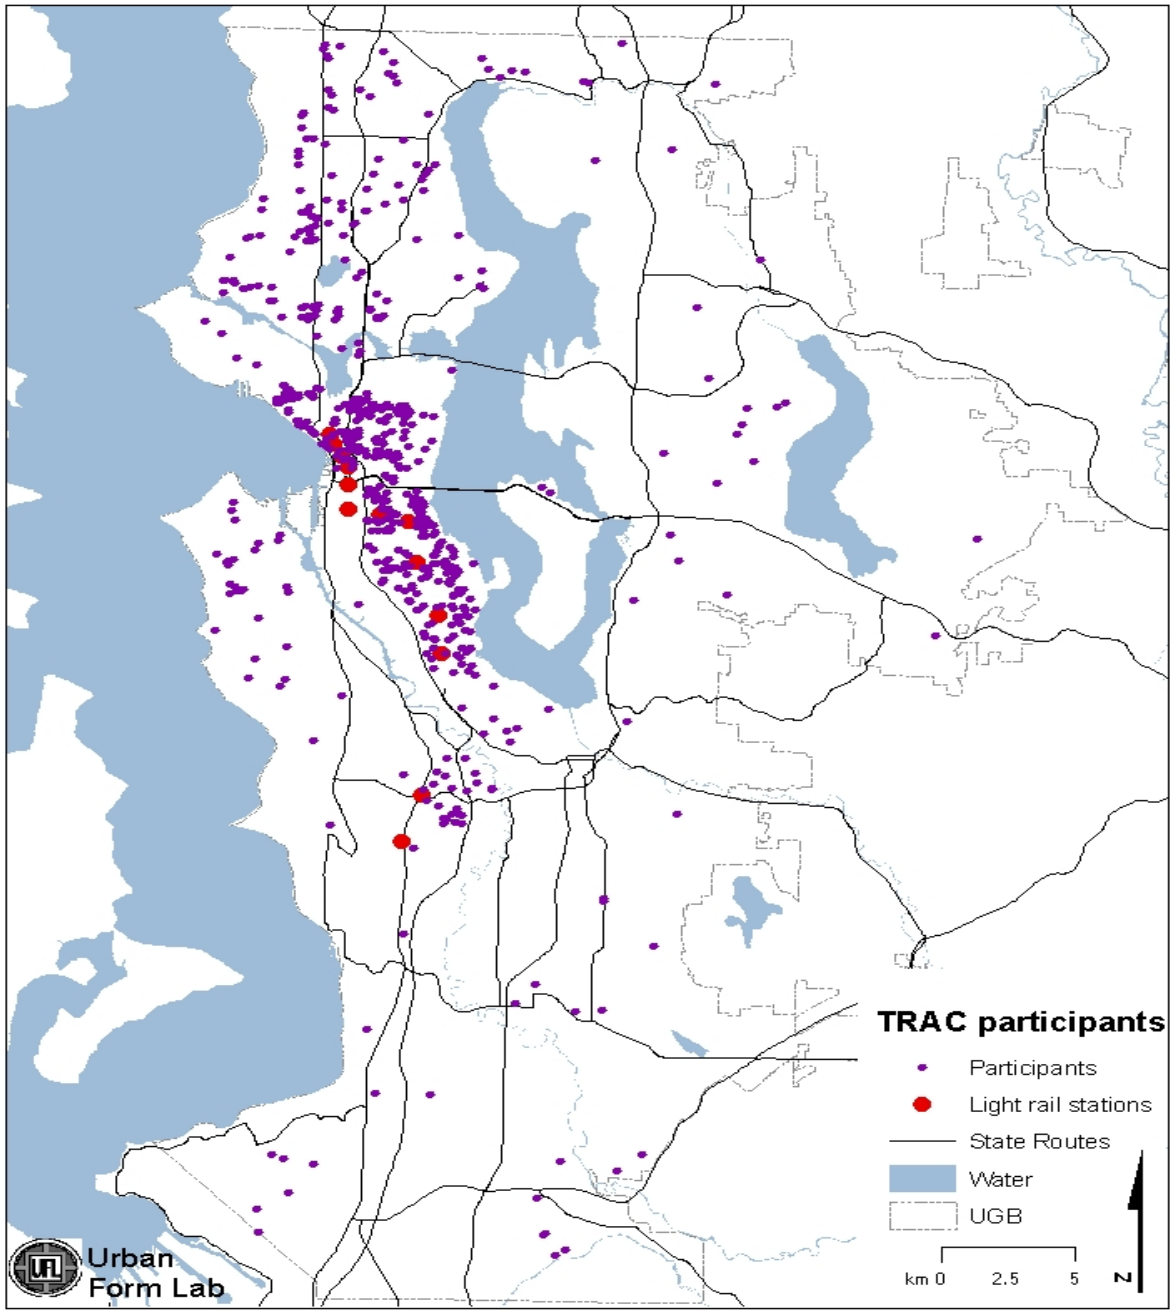 TRAC participants
Participants
Light rail stations
State Routes
Water
UGB
km 0 2.5 5
N
UFL
Urban
Form Lab